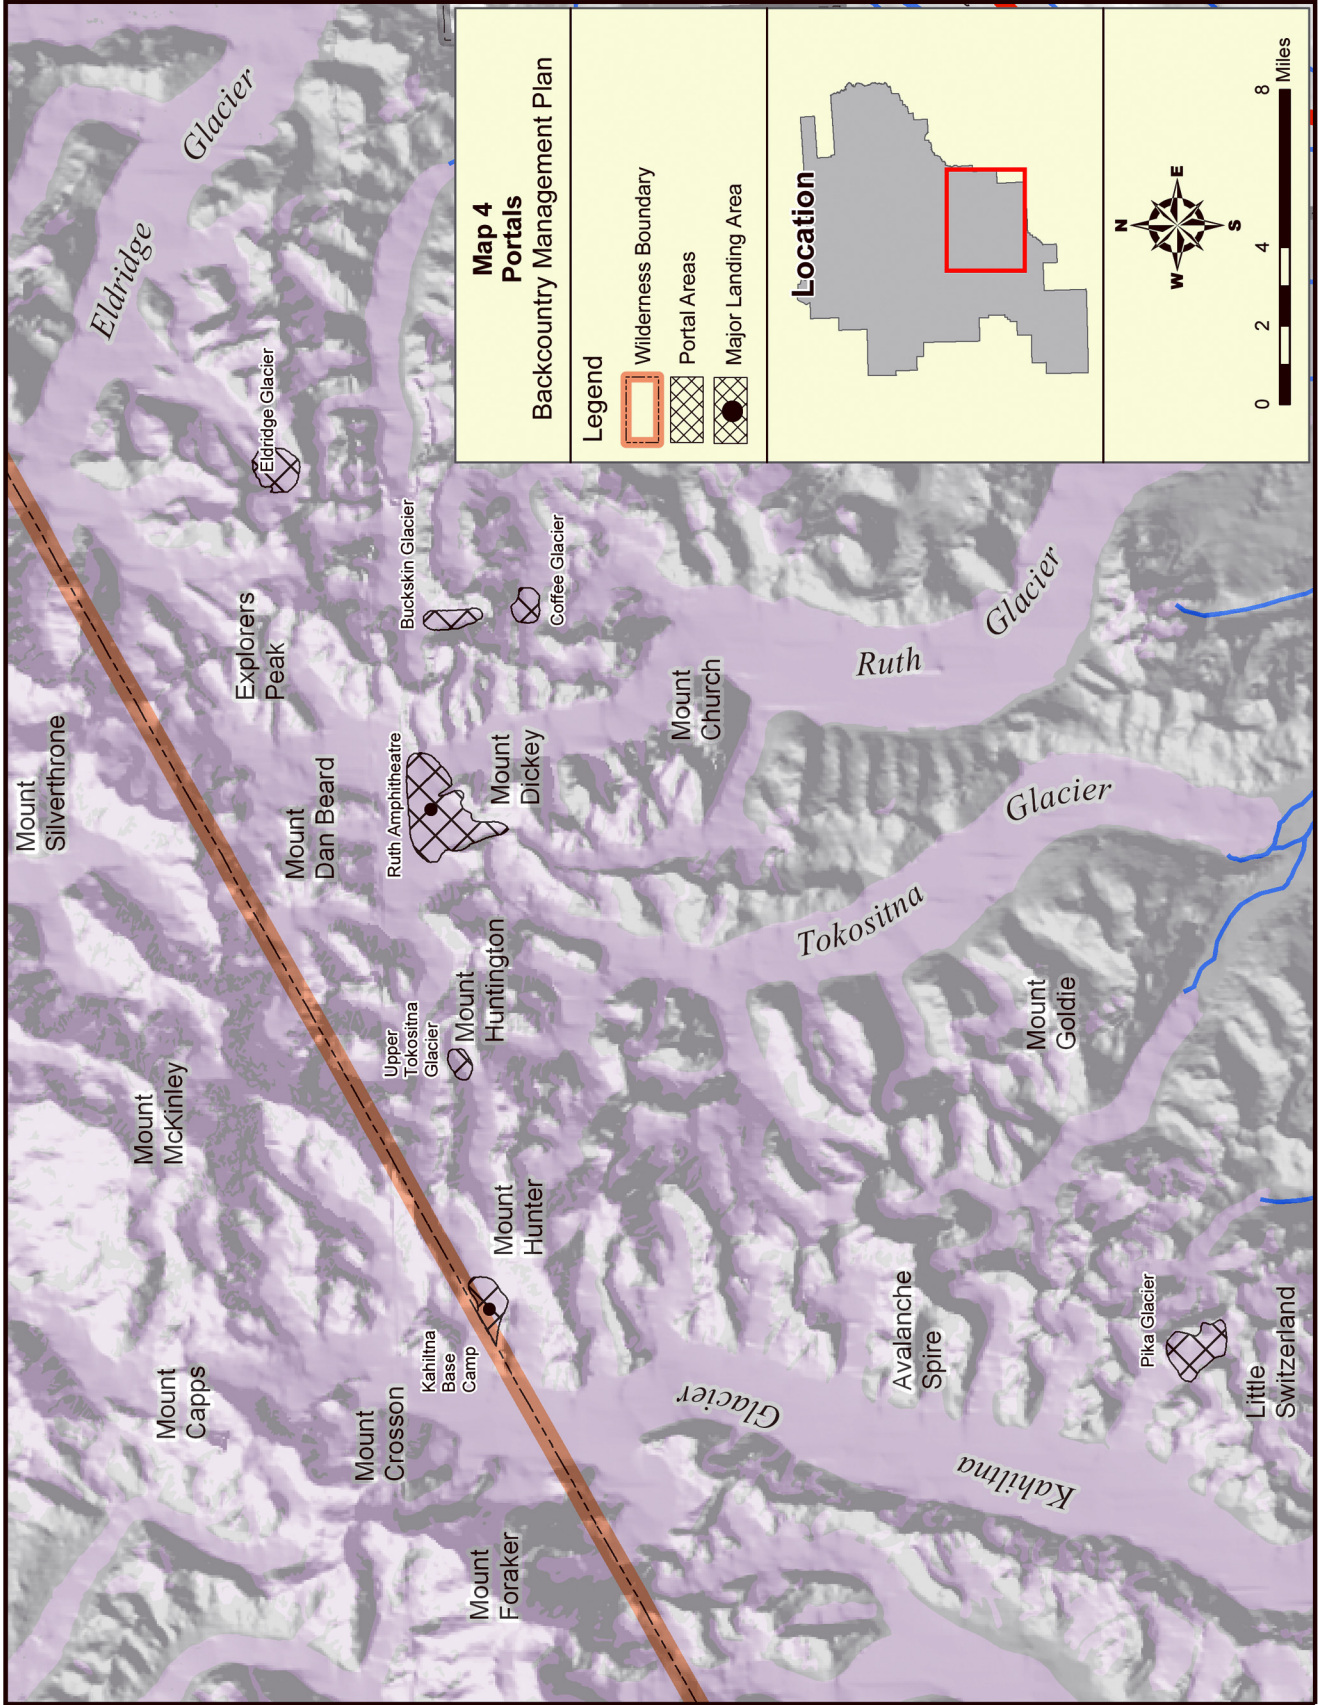 Mount
Silverthrone
Mount
McKinley
Mount
Capps
Mount
Crosson
Mount
Foraker
Kahiltna
Base
Camp
Mount
Hunter
Upper
Tokositna
Glacier
Mount
Huntington
Mount
Dan Beard
Explorers
Peak
Ruth Amphitheatre
Mount
Dickey
Buckskin Glacier
Coffee Glacier
Eldridge Glacier
Eldridge
Glacier
Mount
Church
Ruth
Glacier
Tokositna
Glacier
Mount
Goldie
Avalanche
Spire
Kahiltna
Glacier
Pika Glacier
Little
Switzerland
Map 4
Portals
Backcountry Management Plan
Legend
Wilderness Boundary
Portal Areas
Major Landing Area
Location
N
W
E
S
0 2 4 8
Miles